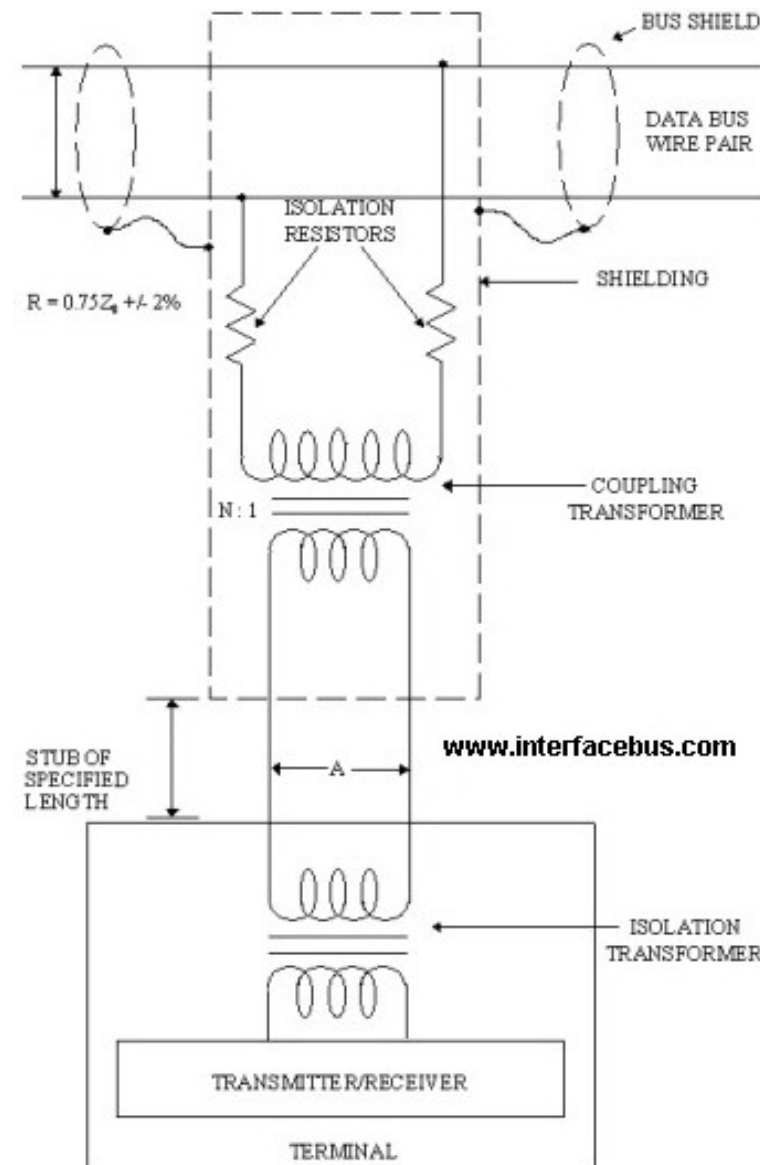 BUS SHIELD
DATA BUS
WIRE PAIR
ISOLATION
RESISTORS
SHIELDING
R = 0.75Z₀ +/- 2%
COUPLING
TRANSFORMER
N : 1
www.interfacebus.com
A
STUB OF
SPECIFIED
LENGTH
ISOLATION
TRANSFORMER
TRANSMITTER/RECEIVER
TERMINAL